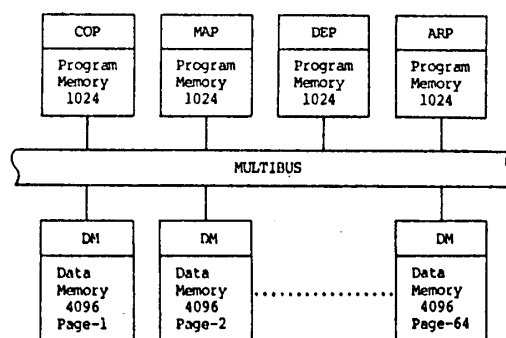 COP
Program
Memory
1024
MAP
Program
Memory
1024
DEP
Program
Memory
1024
ARP
Program
Memory
1024
MULTIBUS
DM
Data
Memory
4096
Page-1
DM
Data
Memory
4096
Page-2
DM
Data
Memory
4096
Page-64